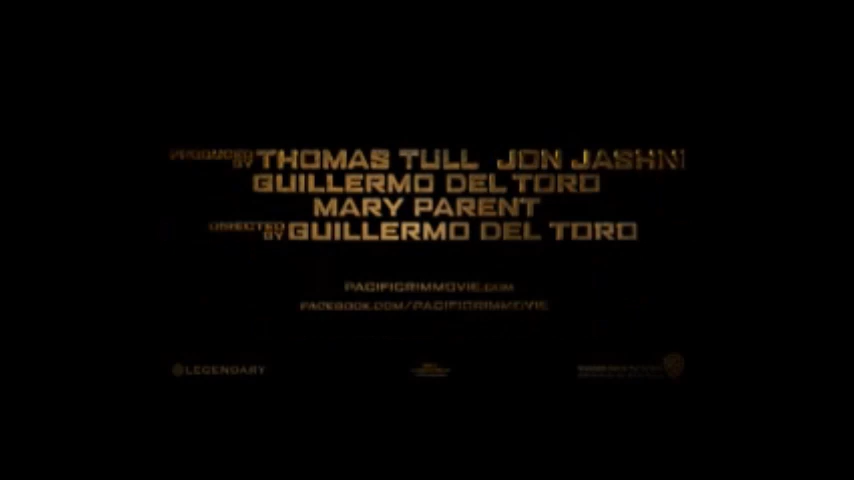 PRODUCED BY THOMAS TULL JON JASHNI
GUILLERMO DEL TORO
MARY PARENT
DIRECTED BY GUILLERMO DEL TORO
PACIFICRIMMOVIE.COM
FACEBOOK.COM/PACIFICRIMMOVIE
LEGENDARY